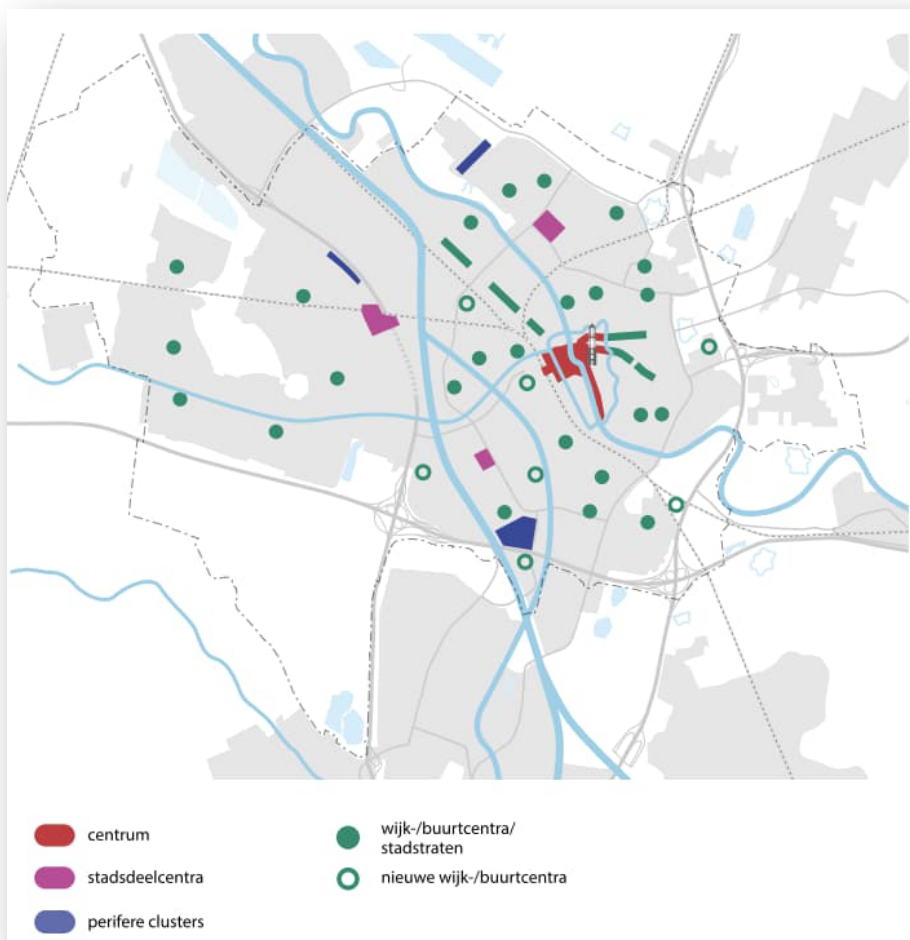 centrum
stadsdeelcentra
perifere clusters
wijk-/buurtcentra/
stadstraten
nieuwe wijk-/buurtcentra